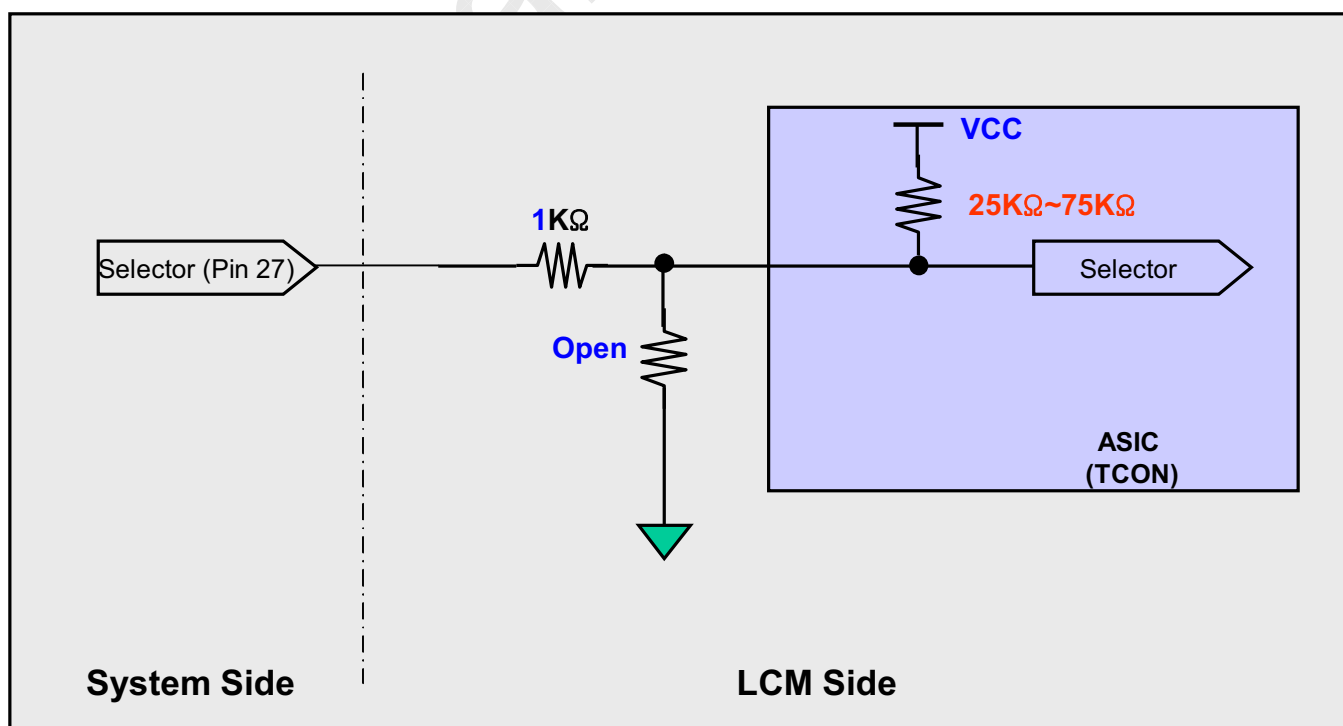 VCC
25KΩ~75KΩ
1KΩ
Selector (Pin 27)
Selector
Open
ASIC
(TCON)
System Side
LCM Side